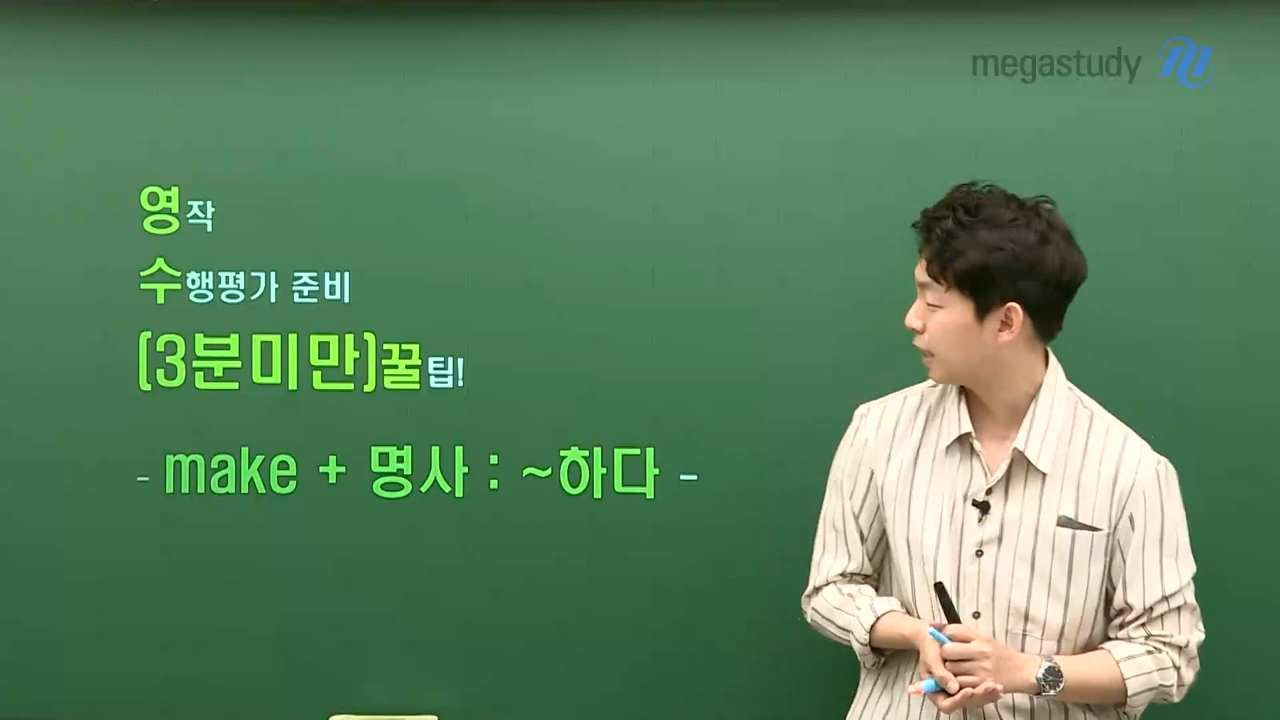 megastudy
영작
수행평가 준비
(3분미만)꿀팁!
- make + 명사 : ~하다 -